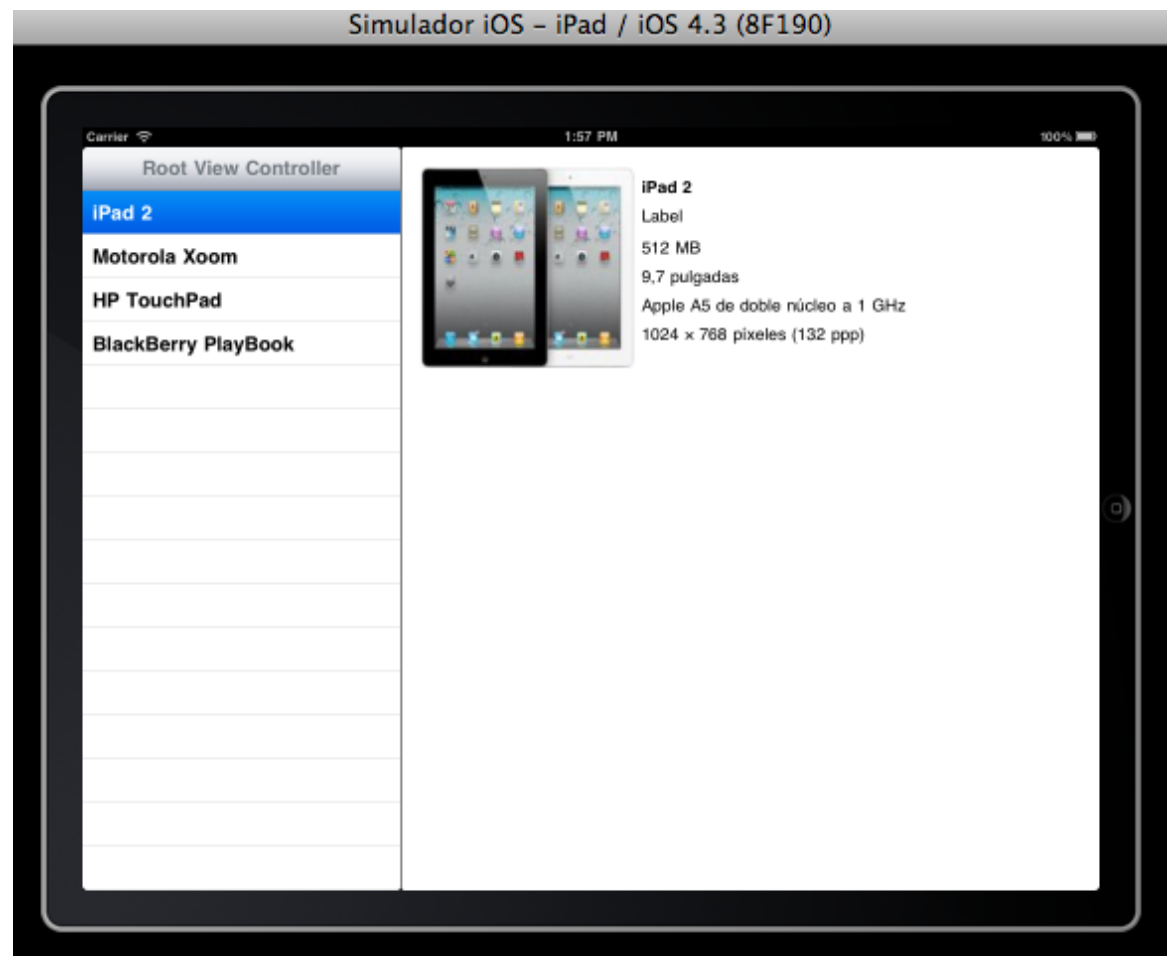 Simulador iOS – iPad / iOS 4.3 (8F190)
Carrier 1:57 PM 100%
Root View Controller
iPad 2
Motorola Xoom
HP TouchPad
BlackBerry PlayBook
iPad 2
Label
512 MB
9,7 pulgadas
Apple A5 de doble núcleo a 1 GHz
1024 × 768 píxeles (132 ppp)